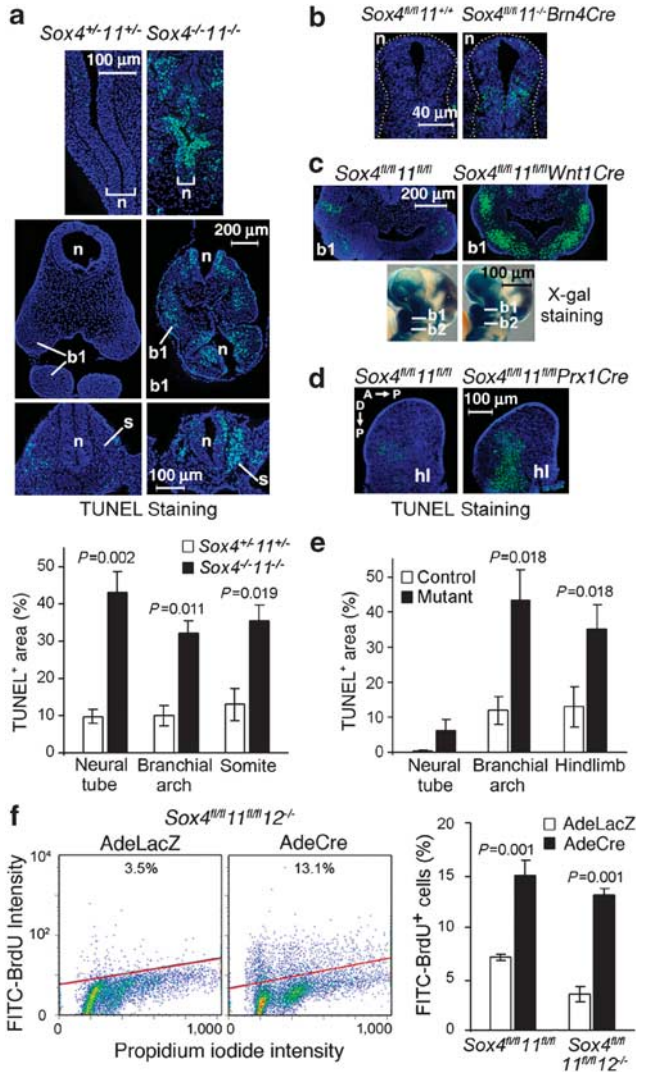 a
Sox4+/-11+/+ Sox4-/-11-/-
100 μm
n n
200 μm
n
b1
b1
n
b1
n
s
n
100 μm
s
TUNEL Staining
b
Sox4fl/fl11+/+ Sox4fl/fl11-/-Brn4Cre
n n
40 μm
c
Sox4fl/fl11fl/fl Sox4fl/fl11fl/flWnt1Cre
200 μm
b1 b1
100 μm
b1 b1
b2 b2
X-gal
staining
d
Sox4fl/fl11fl/fl Sox4fl/fl11fl/flPrx1Cre
A P
D
P
100 μm
hl hl
TUNEL Staining
Sox4+/-11+/+
Sox4-/-11-/-
P=0.002
P=0.011
P=0.019
TUNEL+ area (%)
50
40
30
20
10
0
Neural tube
Branchial arch
Somite
e
Control
Mutant
P=0.018
P=0.018
TUNEL+ area (%)
50
40
30
20
10
0
Neural tube
Branchial arch
Hindlimb
f
Sox4fl/fl11fl/fl12-/-
AdeLacZ AdeCre
3.5% 13.1%
FITC-BrdU Intensity
10^4
10^2
0
0 1,000 0 1,000
Propidium iodide intensity
AdeLacZ
AdeCre
P=0.001
P=0.001
FITC-BrdU+ cells (%)
20
15
10
5
0
Sox4fl/fl11fl/fl
Sox4fl/fl
11fl/fl12-/-